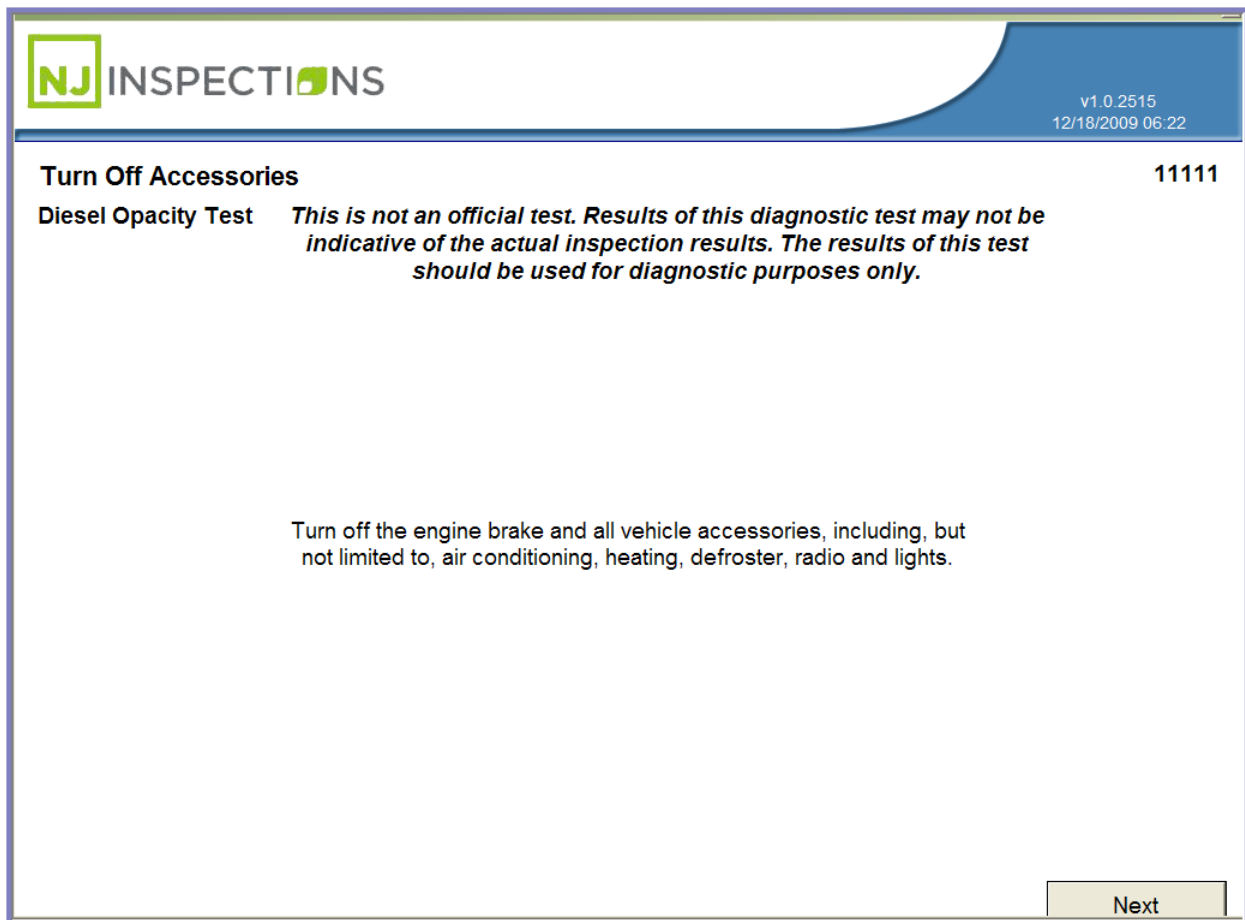 NJ INSPECTIONS
v1.0.2515
12/18/2009 06:22
Turn Off Accessories
11111
Diesel Opacity Test
This is not an official test. Results of this diagnostic test may not be
indicative of the actual inspection results. The results of this test
should be used for diagnostic purposes only.
Turn off the engine brake and all vehicle accessories, including, but
not limited to, air conditioning, heating, defroster, radio and lights.
Next